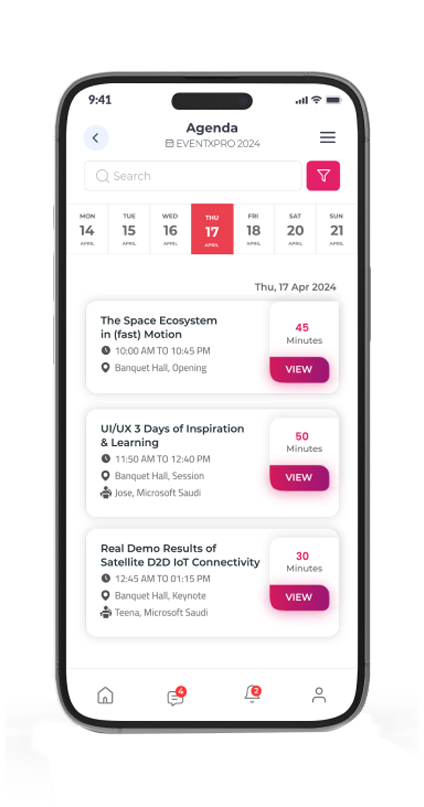 9:41
Agenda
EVENTXPRO 2024
Search
MON TUE WED THU FRI SAT SUN
14 15 16 17 18 20 21
APRIL APRIL APRIL APRIL APRIL APRIL APRIL
Thu, 17 Apr 2024
The Space Ecosystem
in (fast) Motion
10:00 AM TO 10:45 PM
Banquet Hall, Opening
45
Minutes
VIEW
UI/UX 3 Days of Inspiration
& Learning
11:50 AM TO 12:40 PM
Banquet Hall, Session
Jose, Microsoft Saudi
50
Minutes
VIEW
Real Demo Results of
Satellite D2D IoT Connectivity
12:45 AM TO 01:15 PM
Banquet Hall, Keynote
Teena, Microsoft Saudi
30
Minutes
VIEW
4
2